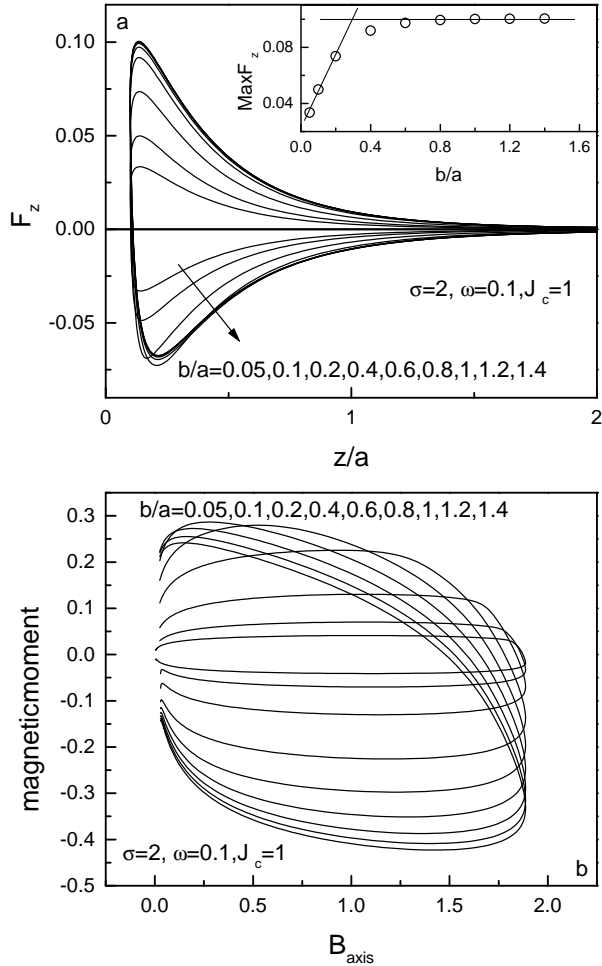 a
0.10
0.05
0.00
-0.05
F_z
0.08
0.04
MaxF_z
0.0 0.4 0.8 1.2 1.6
b/a
σ=2, ω=0.1,J_c=1
b/a=0.05,0.1,0.2,0.4,0.6,0.8,1,1.2,1.4
0 1 2
z/a
b/a=0.05,0.1,0.2,0.4,0.6,0.8,1,1.2,1.4
0.3
0.2
0.1
0.0
-0.1
-0.2
-0.3
-0.4
-0.5
magneticmoment
σ=2, ω=0.1,J_c=1
b
0.0 0.5 1.0 1.5 2.0
B_axis